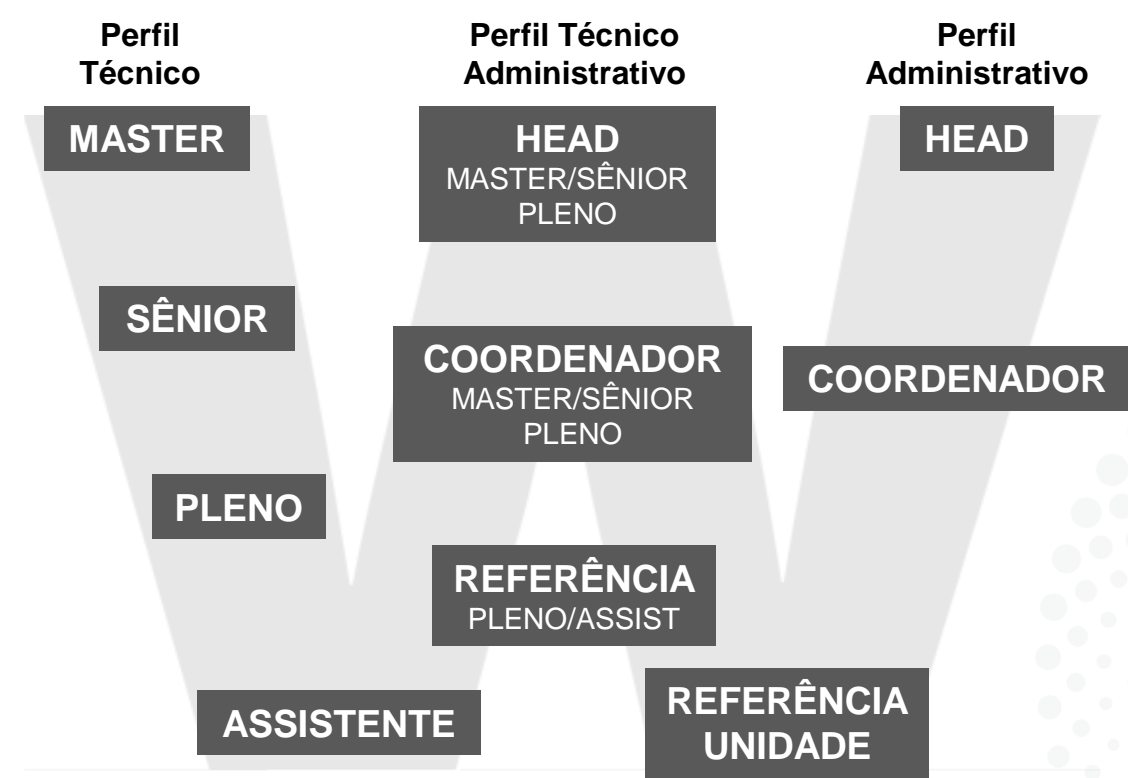 Perfil
Técnico
Perfil Técnico
Administrativo
Perfil
Administrativo
MASTER
HEAD
MASTER/SÊNIOR
PLENO
HEAD
SÊNIOR
COORDENADOR
MASTER/SÊNIOR
PLENO
COORDENADOR
PLENO
REFERÊNCIA
PLENO/ASSIST
ASSISTENTE
REFERÊNCIA
UNIDADE